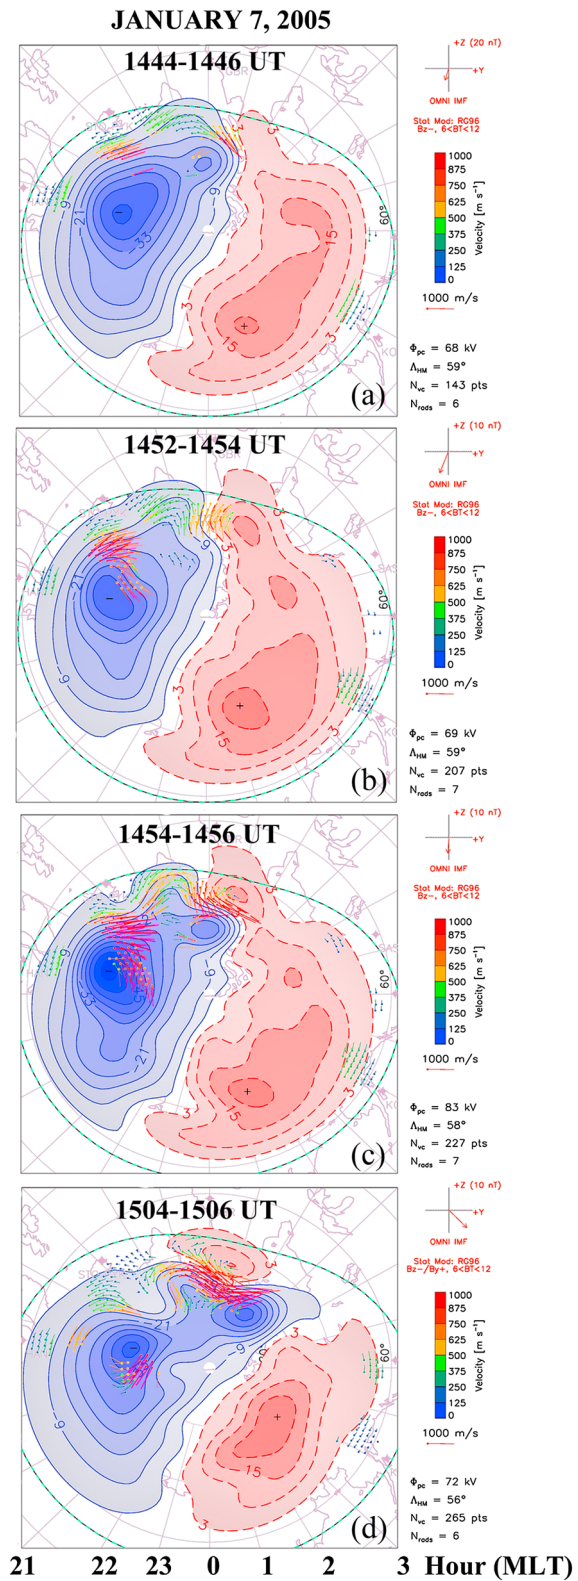 JANUARY 7, 2005
1444-1446 UT
+Z (20 nT)
+Y
OMNI IMF
Stat Mod: RG96
Bz-, 6<BT<12
1000
875
750
625
500
375
250
125
0
Velocity [m s⁻¹]
1000 m/s
Φpc = 68 kV
ΛHM = 59°
Nvc = 143 pts
Nrads = 6
60°
-9
-21
-33
-9
3
15
15
3
3
(a)
1452-1454 UT
+Z (10 nT)
+Y
OMNI IMF
Stat Mod: RG96
Bz-, 6<BT<12
1000
875
750
625
500
375
250
125
0
Velocity [m s⁻¹]
1000 m/s
Φpc = 69 kV
ΛHM = 59°
Nvc = 207 pts
Nrads = 7
60°
-21
-9
-9
3
3
15
3
(b)
1454-1456 UT
+Z (10 nT)
+Y
OMNI IMF
Stat Mod: RG96
Bz-, 6<BT<12
1000
875
750
625
500
375
250
125
0
Velocity [m s⁻¹]
1000 m/s
Φpc = 83 kV
ΛHM = 58°
Nvc = 227 pts
Nrads = 7
60°
-9
-33
-21
3
15
3
3
(c)
1504-1506 UT
+Z (10 nT)
+Y
OMNI IMF
Stat Mod: RG96
Bz-/By+, 6<BT<12
1000
875
750
625
500
375
250
125
0
Velocity [m s⁻¹]
1000 m/s
Φpc = 72 kV
ΛHM = 56°
Nvc = 265 pts
Nrads = 6
60°
-21
-9
3
3
15
3
(d)
21 22 23 0 1 2 3 Hour (MLT)